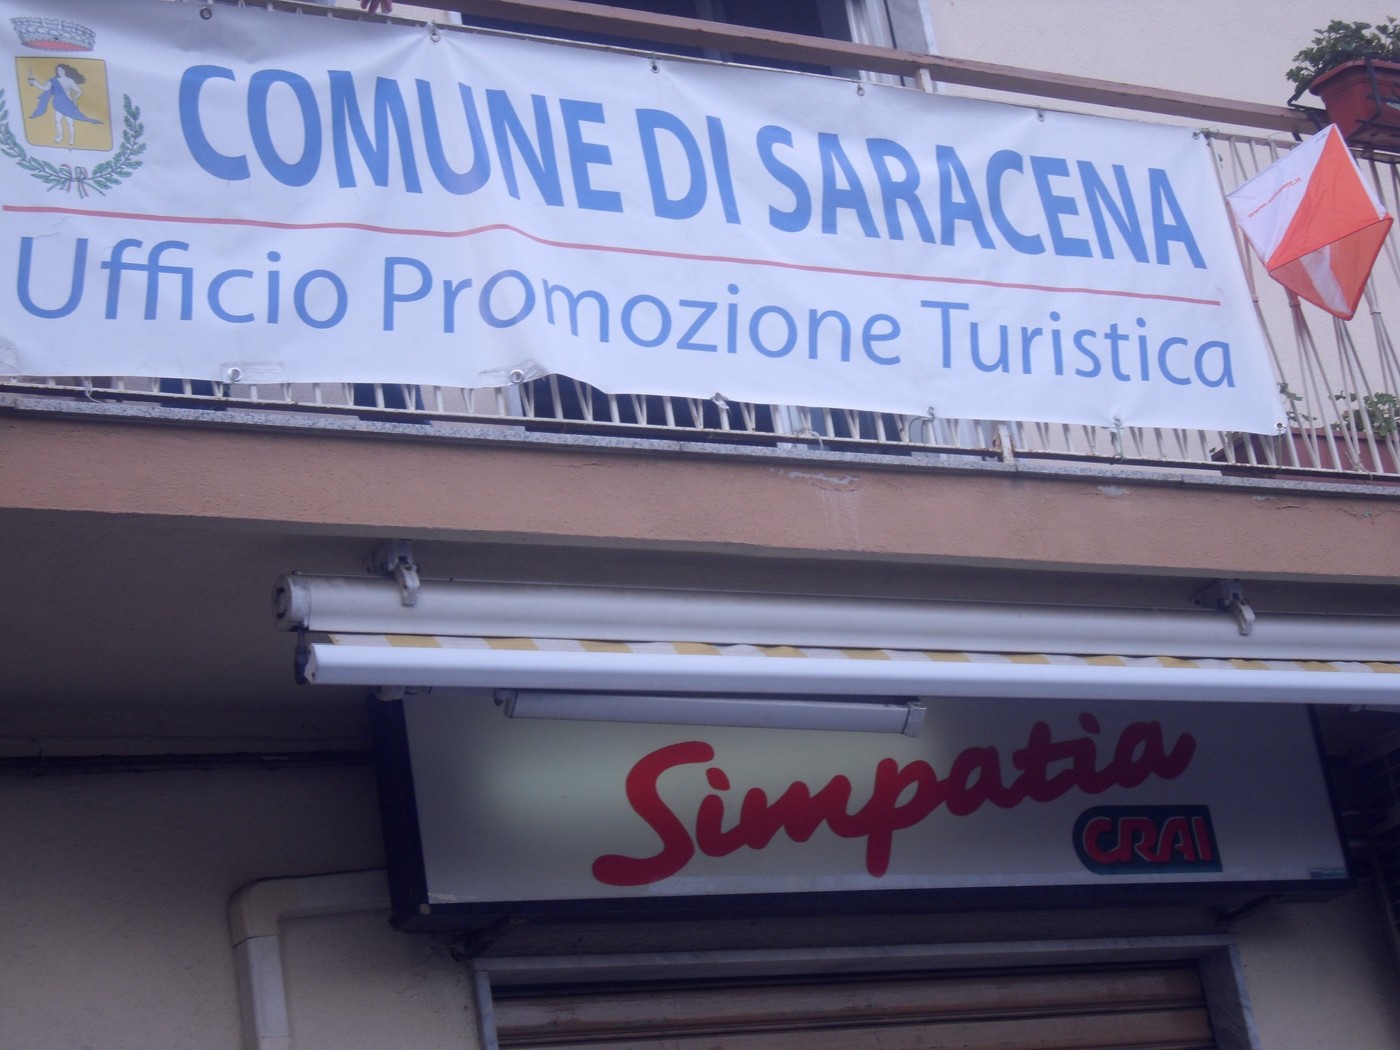 COMUNE DI SARACENA
Ufficio Promozione Turistica
Simpatia
CRAI